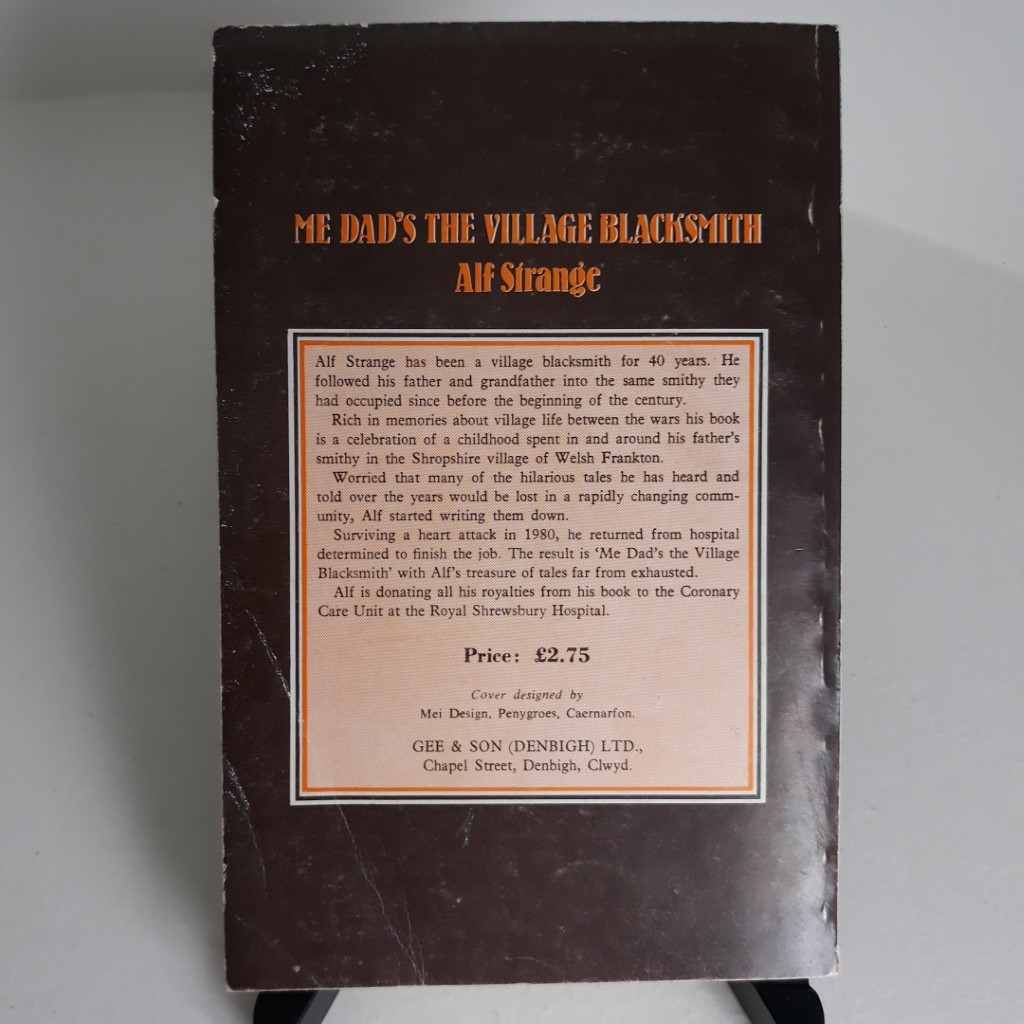 ME DAD'S THE VILLAGE BLACKSMITH
Alf Strange
Alf Strange has been a village blacksmith for 40 years. He
followed his father and grandfather into the same smithy they
had occupied since before the beginning of the century.
Rich in memories about village life between the wars his book
is a celebration of a childhood spent in and around his father's
smithy in the Shropshire village of Welsh Frankton.
Worried that many of the hilarious tales he has heard and
told over the years would be lost in a rapidly changing comm-
unity, Alf started writing them down.
Surviving a heart attack in 1980, he returned from hospital
determined to finish the job. The result is 'Me Dad's the Village
Blacksmith' with Alf's treasure of tales far from exhausted.
Alf is donating all his royalties from his book to the Coronary
Care Unit at the Royal Shrewsbury Hospital.
Price: £2.75
Cover designed by
Mei Design, Penygroes, Caernarfon.
GEE & SON (DENBIGH) LTD.,
Chapel Street, Denbigh, Clwyd.